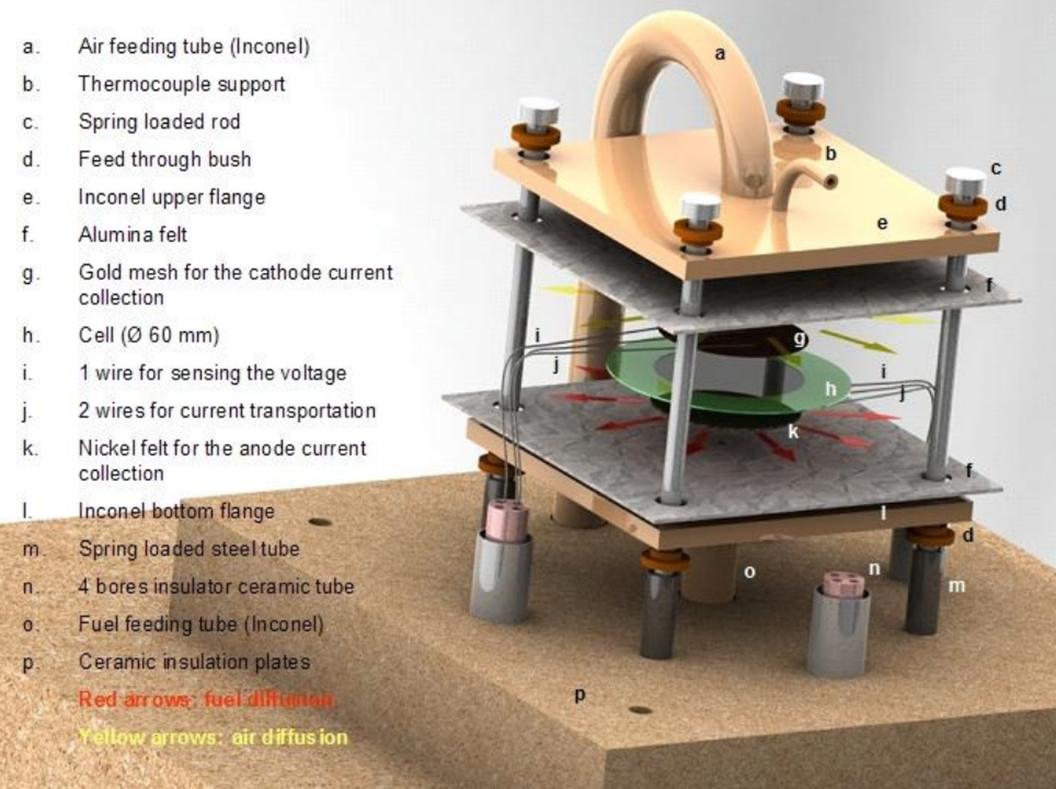 a. Air feeding tube (Inconel)
b. Thermocouple support
c. Spring loaded rod
d. Feed through bush
e. Inconel upper flange
f. Alumina felt
g. Gold mesh for the cathode current
collection
h. Cell (Ø 60 mm)
i. 1 wire for sensing the voltage
j. 2 wires for current transportation
k. Nickel felt for the anode current
collection
l. Inconel bottom flange
m. Spring loaded steel tube
n. 4 bores insulator ceramic tube
o. Fuel feeding tube (Inconel)
p. Ceramic insulation plates
Red arrows: fuel diffusion
Yellow arrows: air diffusion
a
b
c
d
e
f
g
i
j
h
i
j
k
f
l
d
o
n
m
p